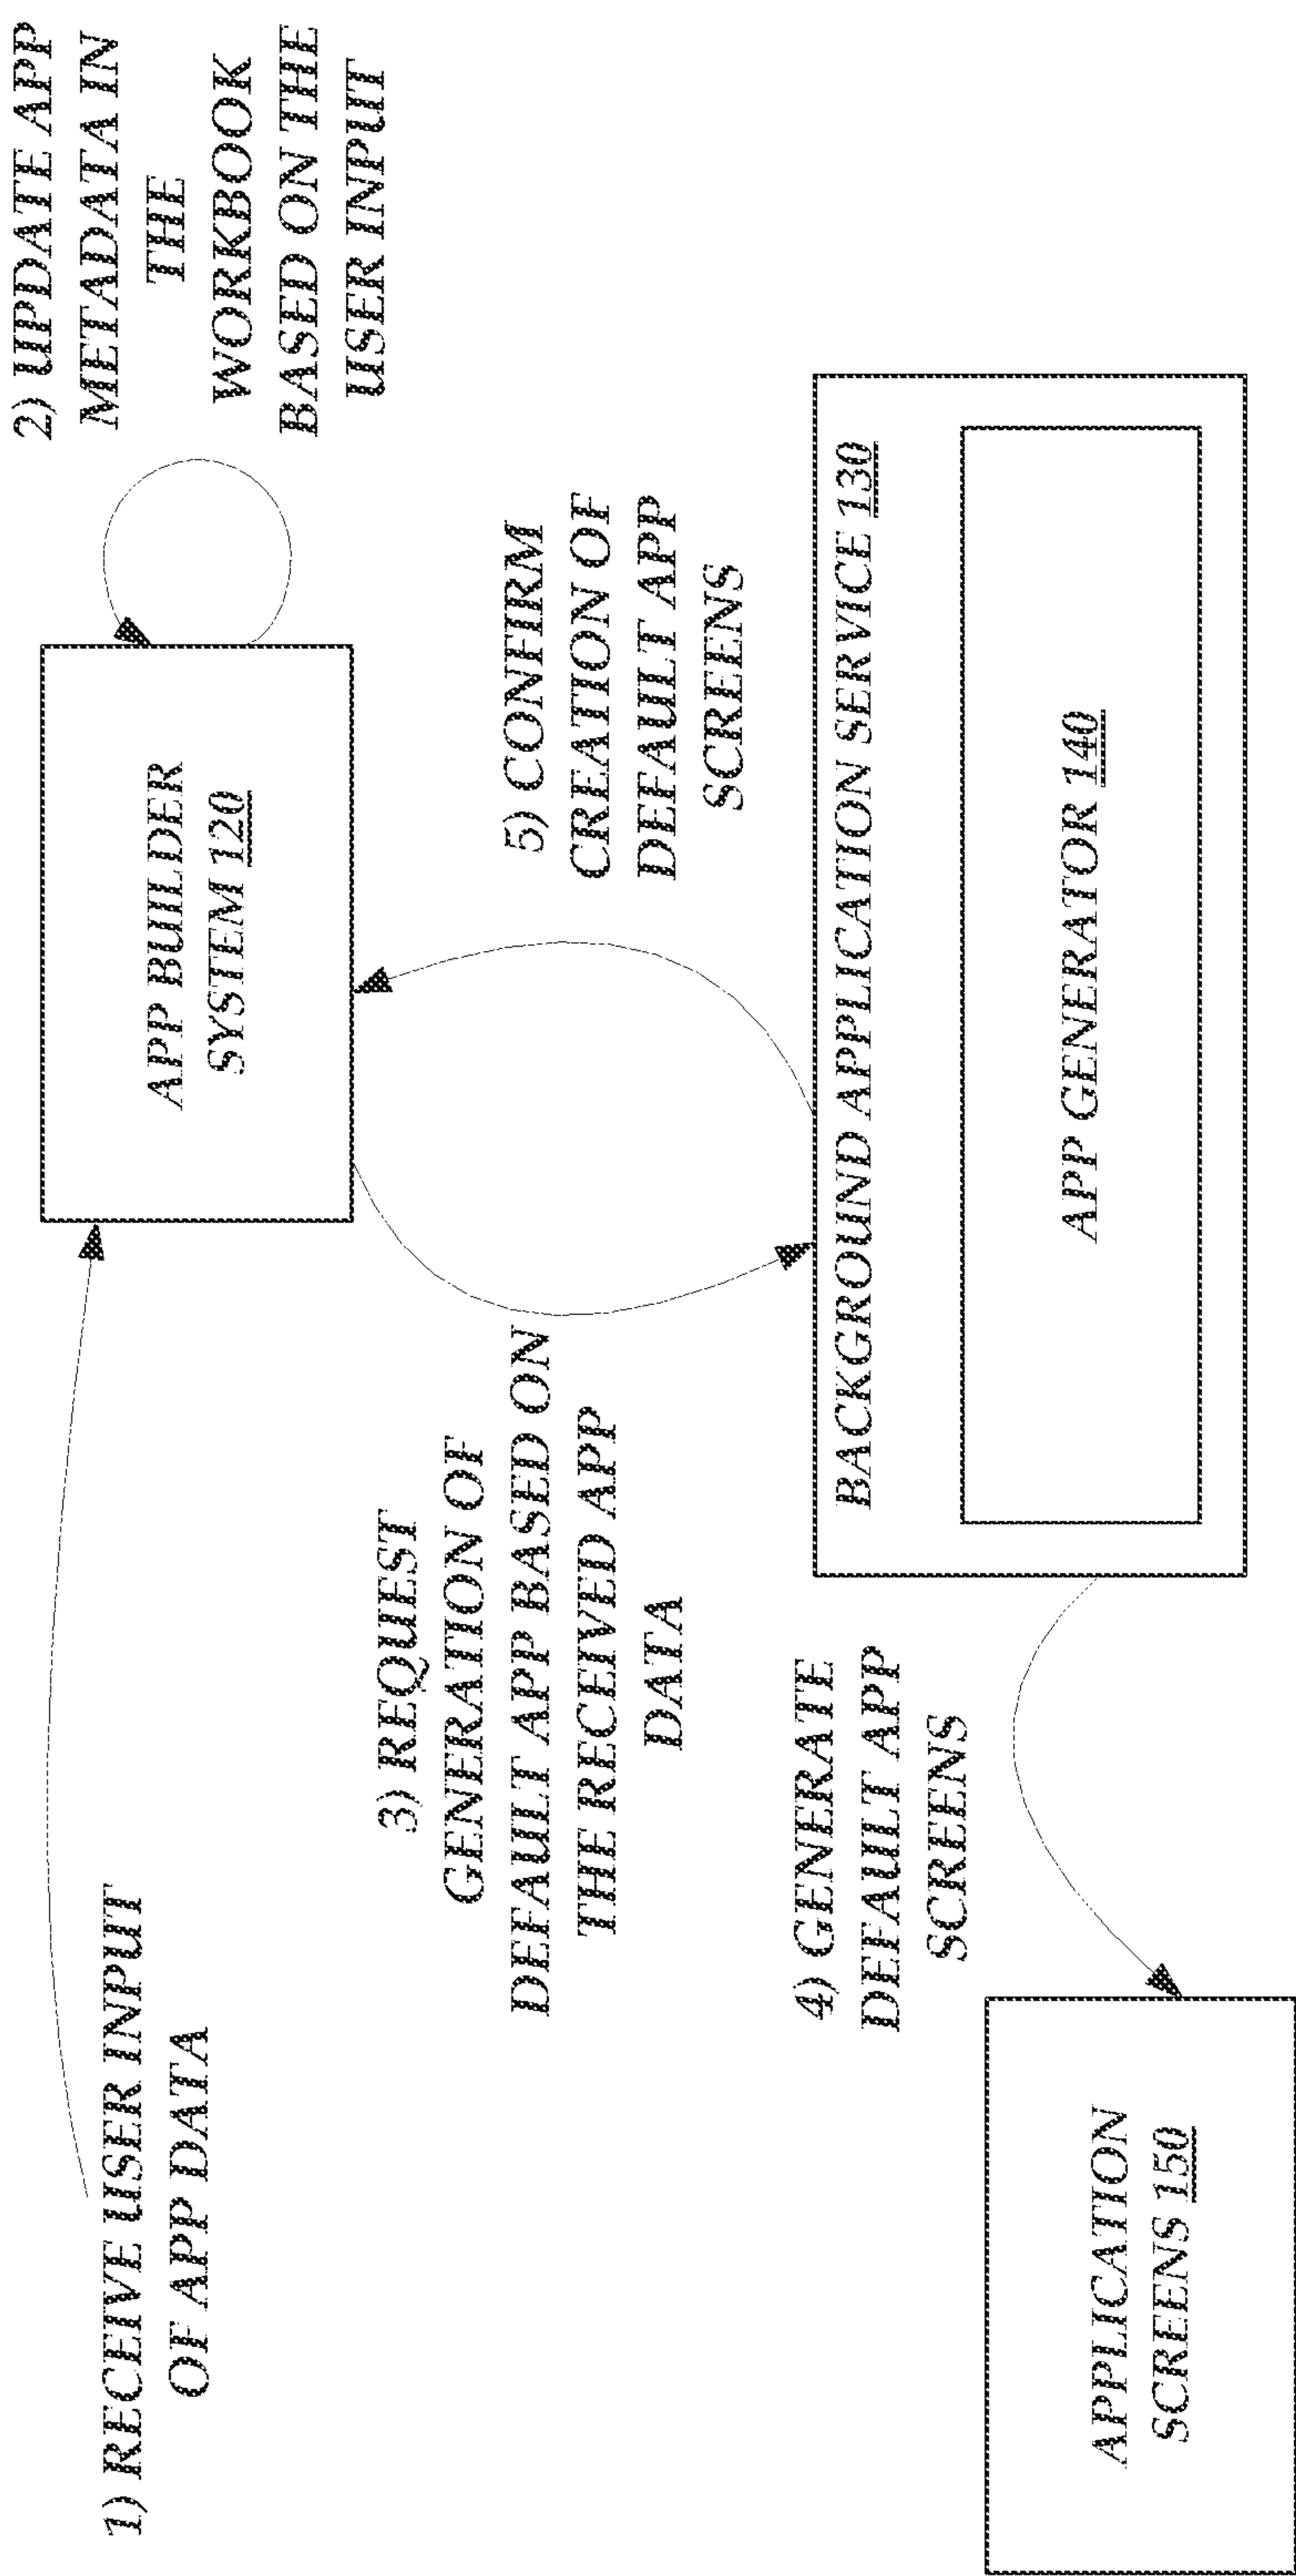 1) RECEIVE USER INPUT
OF APP DATA
APP BUILDER
SYSTEM 120
2) UPDATE APP
METADATA IN
THE
WORKBOOK
BASED ON THE
USER INPUT
3) REQUEST
GENERATION OF
DEFAULT APP BASED ON
THE RECEIVED APP
DATA
5) CONFIRM
CREATION OF
DEFAULT APP
SCREENS
4) GENERATE
DEFAULT APP
SCREENS
BACKGROUND APPLICATION SERVICE 130
APP GENERATOR 140
APPLICATION
SCREENS 150